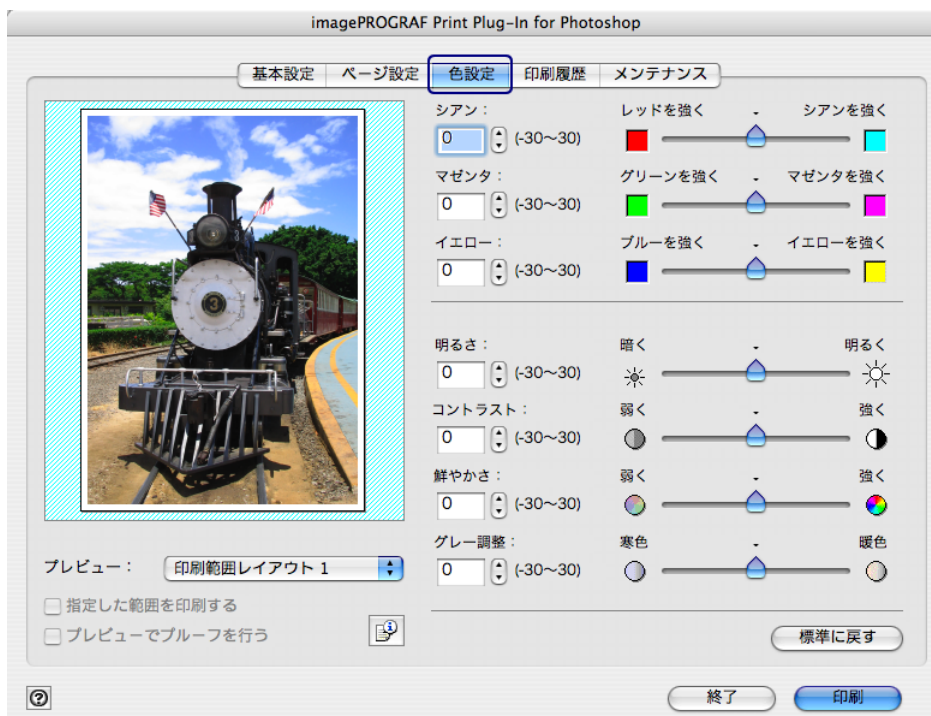 imagePROGRAF Print Plug-In for Photoshop
基本設定 ページ設定 色設定 印刷履歴 メンテナンス
シアン： レッドを強く - シアンを強く
0 (-30～30)
マゼンタ： グリーンを強く - マゼンタを強く
0 (-30～30)
イエロー： ブルーを強く - イエローを強く
0 (-30～30)
明るさ： 暗く - 明るく
0 (-30～30)
コントラスト： 弱く - 強く
0 (-30～30)
鮮やかさ： 弱く - 強く
0 (-30～30)
グレー調整： 寒色 - 暖色
0 (-30～30)
3
プレビュー： 印刷範囲レイアウト 1
指定した範囲を印刷する
プレビューでプルーフを行う
標準に戻す
? 終了 印刷